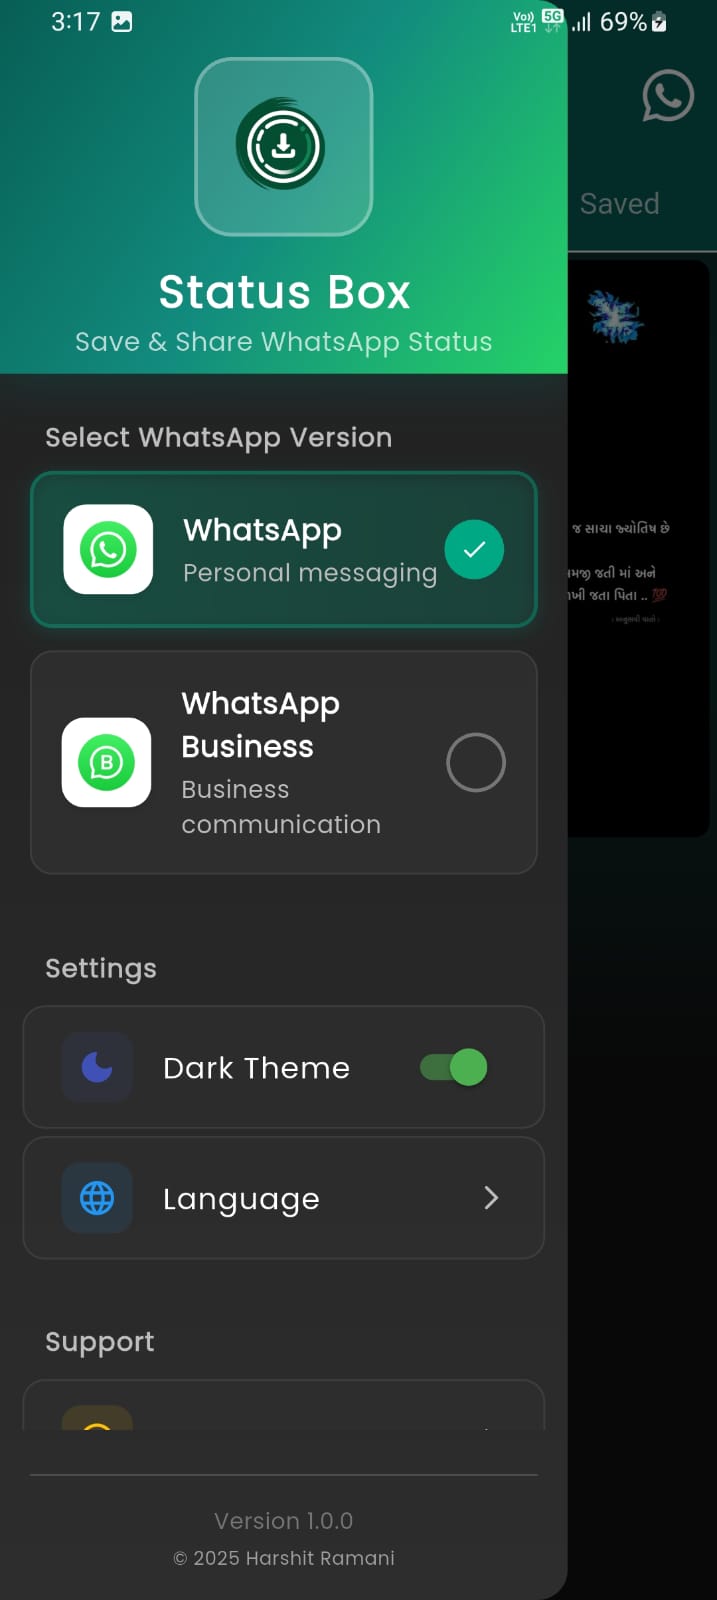 3:17
Vo) 5G
LTE1
69%
Status Box
Save & Share WhatsApp Status
Saved
Select WhatsApp Version
WhatsApp
Personal messaging
જ સાચા જ્યોતિષ છે
મજી જતી માં અને
ખી જતા પિતા .. 💯
WhatsApp
Business
Business
communication
B
Settings
Dark Theme
Language
Support
Version 1.0.0
© 2025 Harshit Ramani